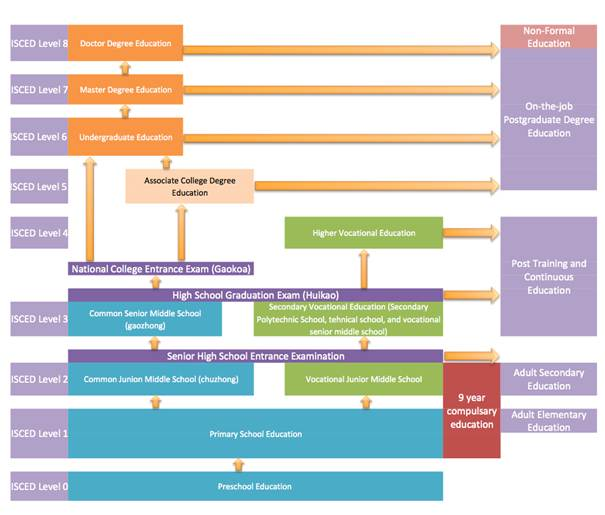 ISCED Level 8
Doctor Degree Education
Non-Formal
Education
ISCED Level 7
Master Degree Education
On-the-job
Postgraduate Degree
Education
ISCED Level 6
Undergraduate Education
ISCED Level 5
Associate College Degree
Education
ISCED Level 4
Higher Vocational Education
Post Training and
Continuous
Education
National College Entrance Exam (Gaokoa)
High School Graduation Exam (Huikao)
ISCED Level 3
Common Senior Middle School
(gaozhong)
Secondary Vocational Education (Secondary
Polytechnic School, tehnical school, and vocational
senior middle school)
Senior High School Entrance Examination
ISCED Level 2
Common Junion Middle School (chuzhong)
Vocational Junior Middle School
9 year
compulsary
education
Adult Secondary
Education
ISCED Level 1
Primary School Education
Adult Elementary
Education
ISCED Level 0
Preschool Education